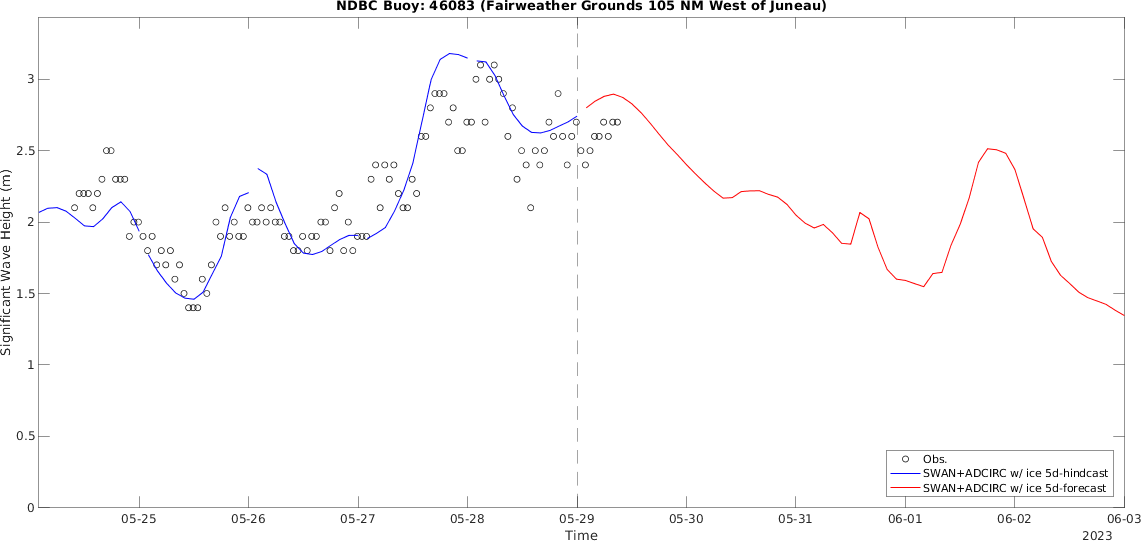 NDBC Buoy: 46083 (Fairweather Grounds 105 NM West of Juneau)
Significant Wave Height (m)
3
2.5
2
1.5
1
0.5
0
Obs.
SWAN+ADCIRC w/ ice 5d-hindcast
SWAN+ADCIRC w/ ice 5d-forecast
05-25 05-26 05-27 05-28 05-29 05-30 05-31 06-01 06-02 06-03
Time
2023